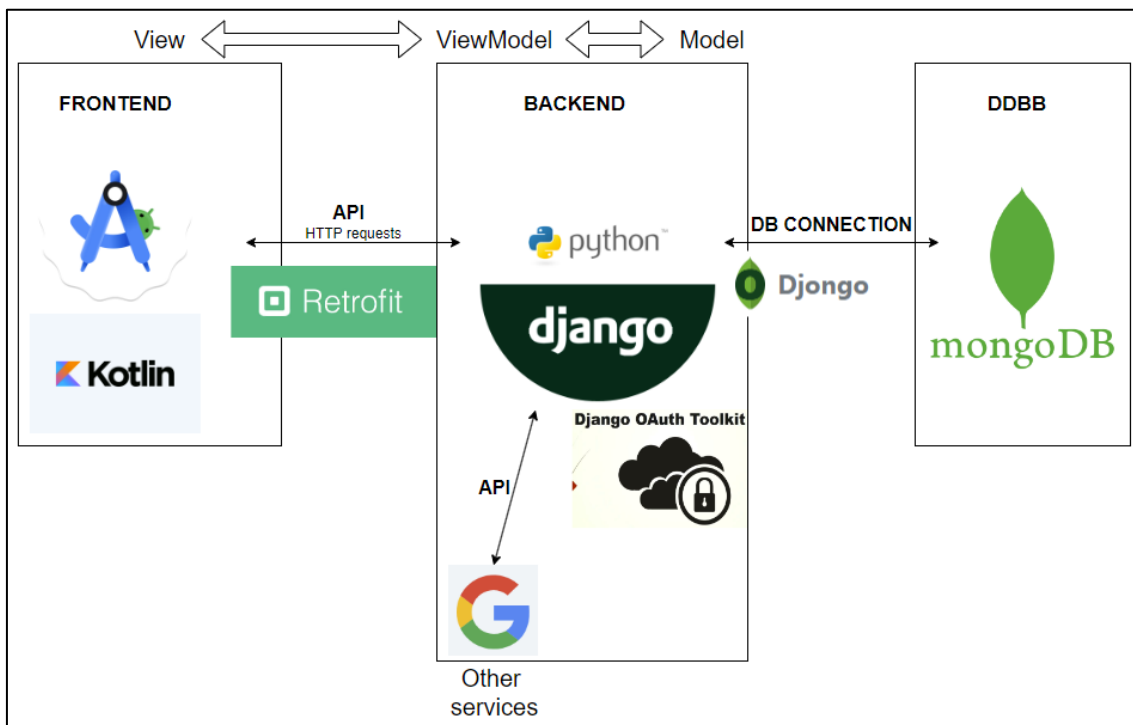 View
ViewModel
Model
FRONTEND
BACKEND
DDBB
API
HTTP requests
DB CONNECTION
python™
Retrofit
django
Djongo
mongoDB
Kotlin
Django OAuth Toolkit
API
Other
services